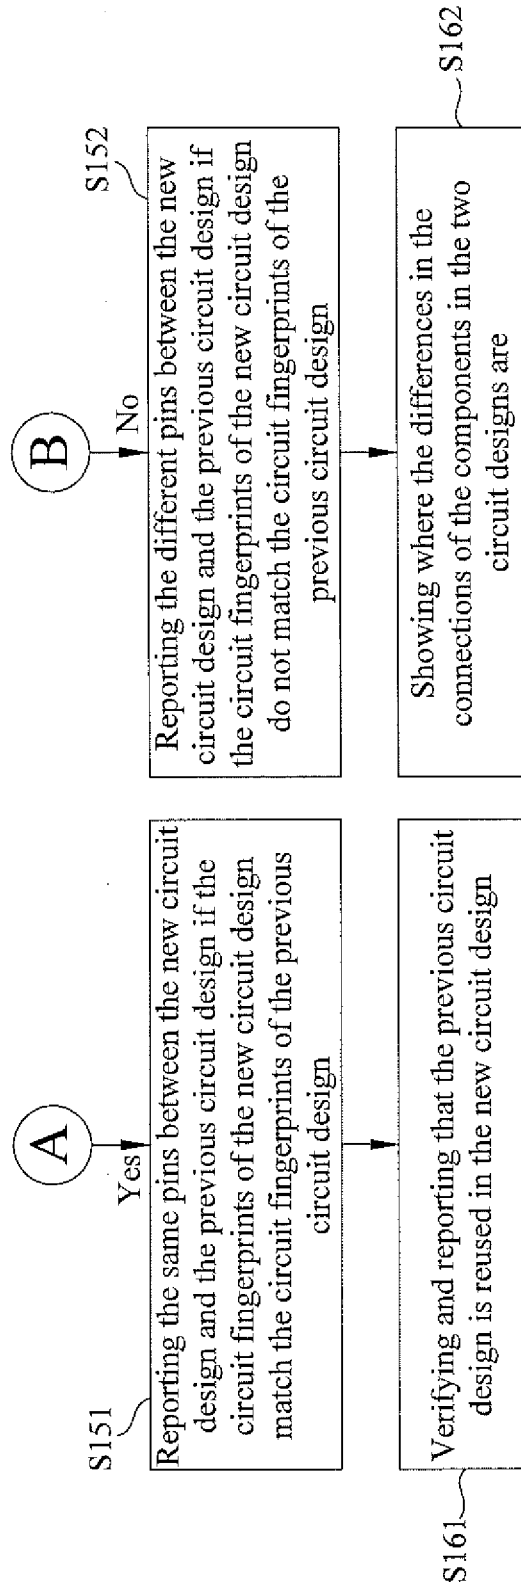 A
Yes
S151
Reporting the same pins between the new circuit
design and the previous circuit design if the
circuit fingerprints of the new circuit design
match the circuit fingerprints of the previous
circuit design
Verifying and reporting that the previous circuit
design is reused in the new circuit design
S161
B
No
S152
Reporting the different pins between the new
circuit design and the previous circuit design if
the circuit fingerprints of the new circuit design
do not match the circuit fingerprints of the
previous circuit design
Showing where the differences in the
connections of the components in the two
circuit designs are
S162